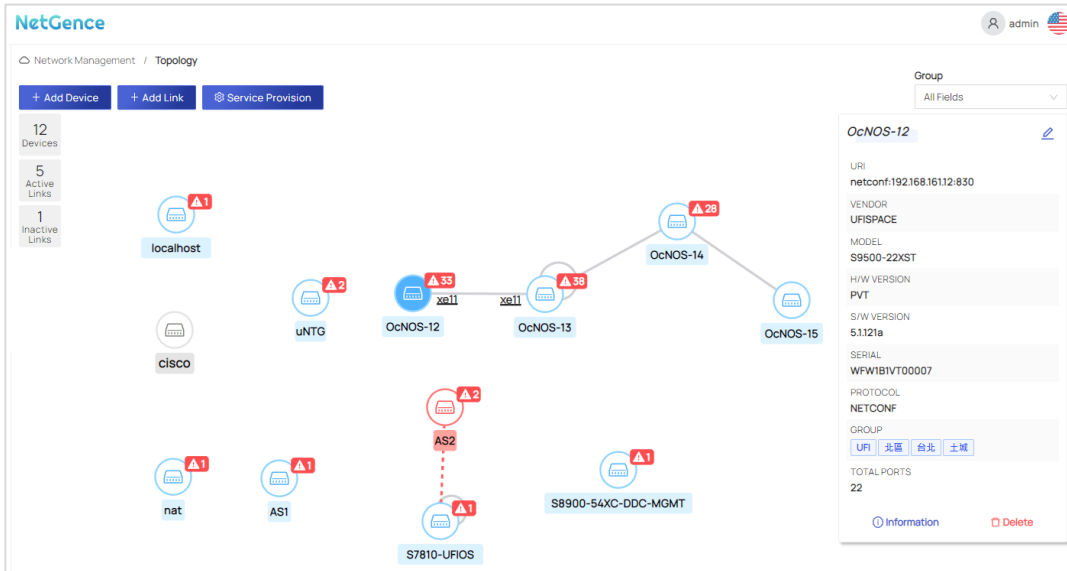 NetGence
admin
Network Management / Topology
Group
+ Add Device
+ Add Link
Service Provision
All Fields
12
Devices
5
Active
Links
1
Inactive
Links
1
localhost
2
uNTG
cisco
33
xe11
OcNOS-12
38
xe11
OcNOS-13
28
OcNOS-14
OcNOS-15
2
AS2
1
nat
1
AS1
1
S7810-UFIOS
1
S8900-54XC-DDC-MGMT
OcNOS-12
URI
netconf:192.168.161.12:830
VENDOR
UFISPACE
MODEL
S9500-22XST
H/W VERSION
PVT
S/W VERSION
5.1.121a
SERIAL
WFW1B1VT00007
PROTOCOL
NETCONF
GROUP
UFI 北區 台北 土城
TOTAL PORTS
22
Information
Delete